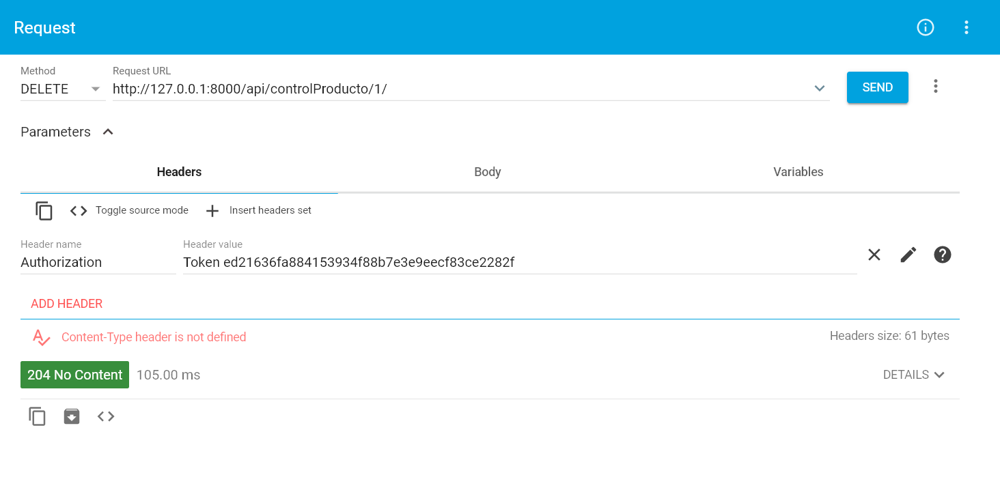 Request
Method
Request URL
DELETE
http://127.0.0.1:8000/api/controlProducto/1/
SEND
Parameters
Headers
Body
Variables
Toggle source mode
Insert headers set
Header name
Header value
Authorization
Token ed21636fa884153934f88b7e3e9eecf83ce2282f
ADD HEADER
Content-Type header is not defined
Headers size: 61 bytes
204 No Content
105.00 ms
DETAILS